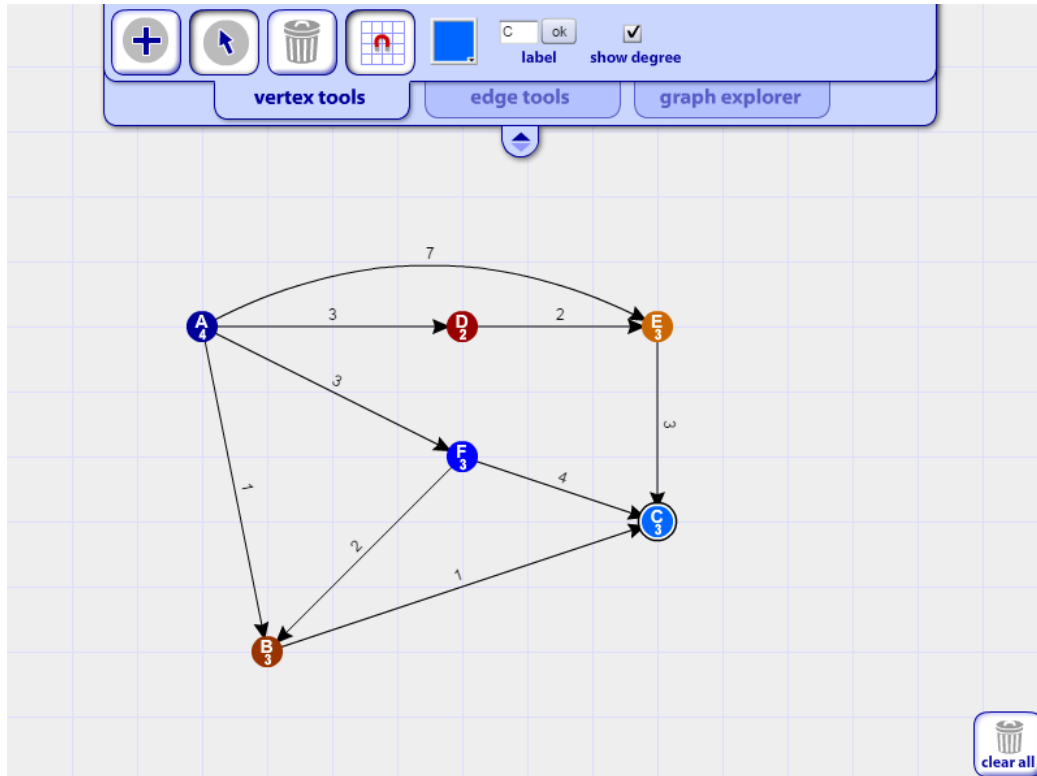 C ok
label
show degree
vertex tools
edge tools
graph explorer
7
3
2
A
4
D
2
E
3
3
3
F
3
4
1
C
3
2
1
B
3
clear all